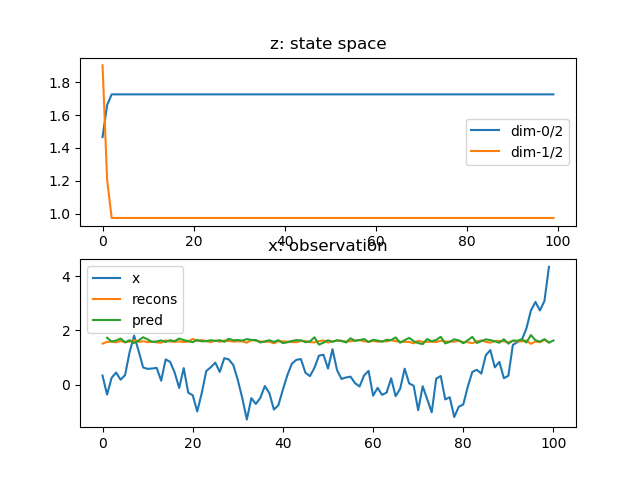 z: state space
1.8
1.6
1.4
1.2
1.0
dim-0/2
dim-1/2
0 20 40 60 80 100
x: observation
4
2
0
x
recons
pred
0 20 40 60 80 100